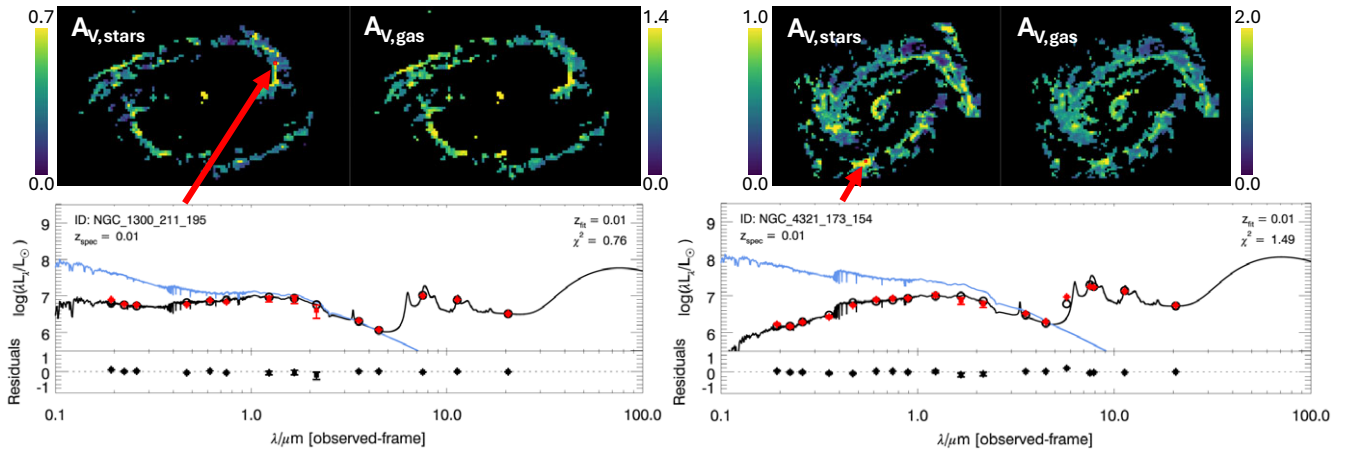 0.7
A_V,stars
A_V,gas
1.4
0.0
0.0
1.0
A_V,stars
A_V,gas
2.0
0.0
0.0
ID: NGC_1300_211_195
z_spec = 0.01
z_fit = 0.01
χ² = 0.76
log(λL_λ/L_⊙)
9
8
7
6
Residuals
1
0
-1
0.1
1.0
10.0
100.0
λ/μm [observed-frame]
ID: NGC_4321_173_154
z_spec = 0.01
z_fit = 0.01
χ² = 1.49
log(λL_λ/L_⊙)
9
8
7
6
Residuals
1
0
-1
0.1
1.0
10.0
100.0
λ/μm [observed-frame]